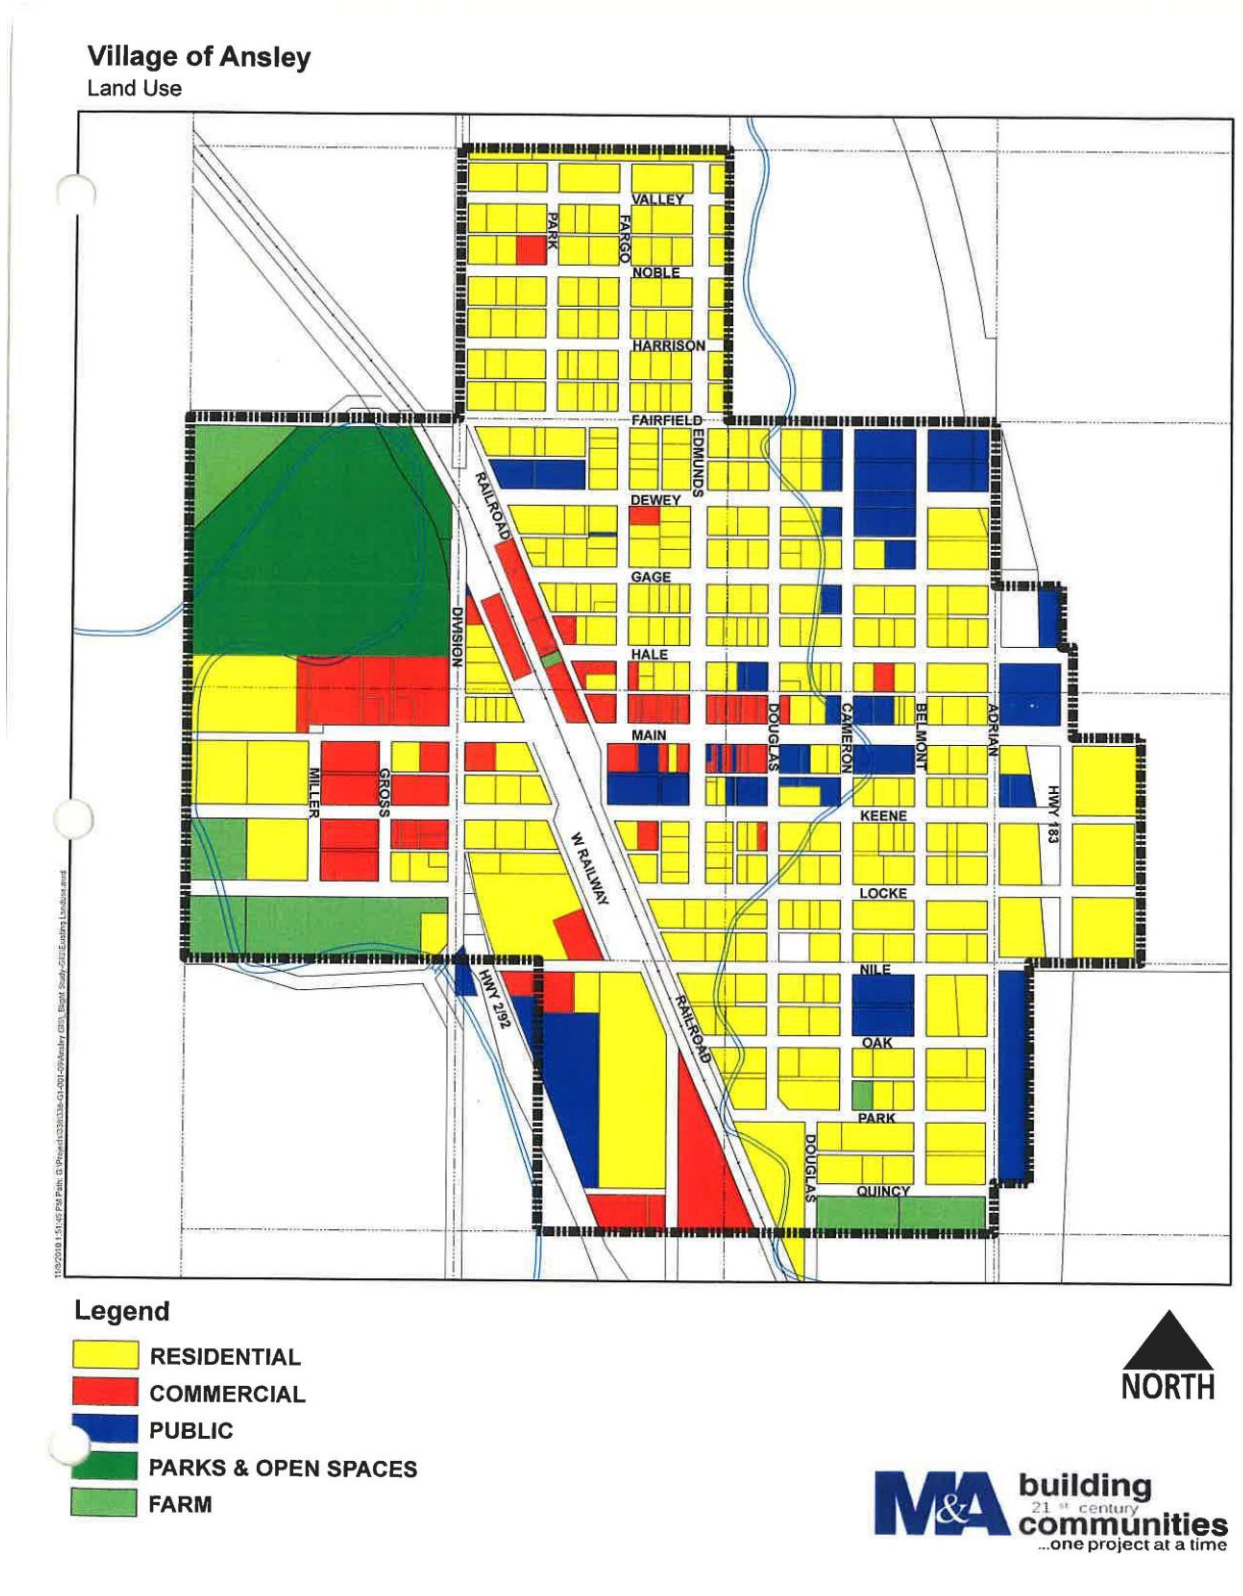 Village of Ansley
Land Use
VALLEY
PARK
FARGO
NOBLE
HARRISON
FAIRFIELD
EDMUNDS
RAILROAD
DEWEY
GAGE
DIVISION
HALE
DOUGLAS
CAMERON
BELMONT
ADRIAN
MAIN
MILLER
GROSS
HWY 183
KEENE
W RAILWAY
LOCKE
NILE
HWY 2/92
RAILROAD
OAK
PARK
DOUGLAS
QUINCY
Legend
RESIDENTIAL
COMMERCIAL
PUBLIC
PARKS & OPEN SPACES
FARM
NORTH
M&A
building
21st century
communities
...one project at a time